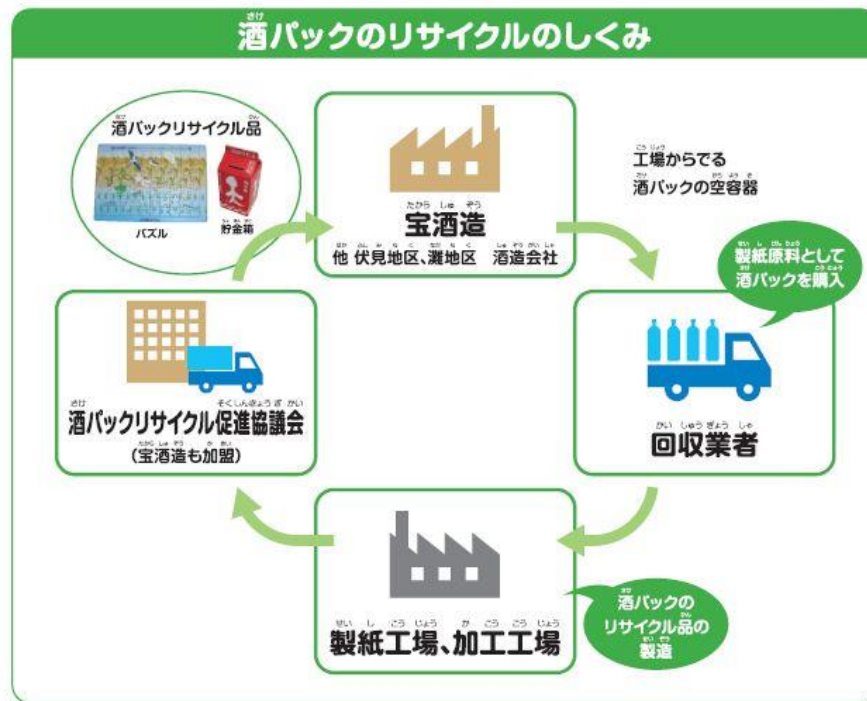 酒パックのリサイクルのしくみ
酒パックリサイクル品
パズル
貯金箱
宝酒造
他 伏見地区、灘地区 酒造会社
工場からでる
酒パックの空容器
製紙原料として
酒パックを購入
回収業者
製紙工場、加工工場
酒パックの
リサイクル品の
製造
酒パックリサイクル促進協議会
(宝酒造も加盟)